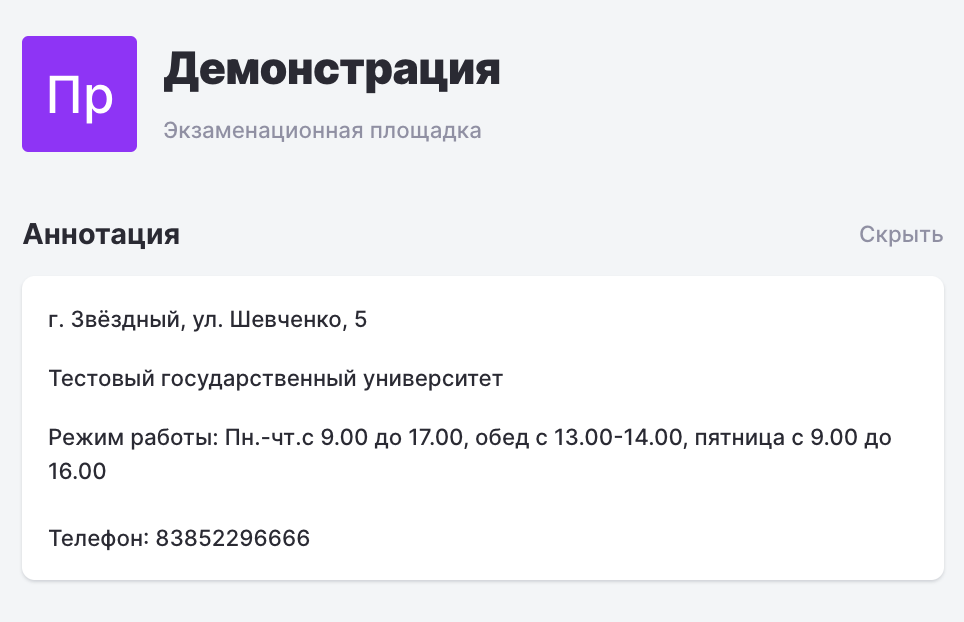 Пр
Демонстрация
Экзаменационная площадка
Аннотация
Скрыть
г. Звёздный, ул. Шевченко, 5
Тестовый государственный университет
Режим работы: Пн.-чт.с 9.00 до 17.00, обед с 13.00-14.00, пятница с 9.00 до
16.00
Телефон: 83852296666